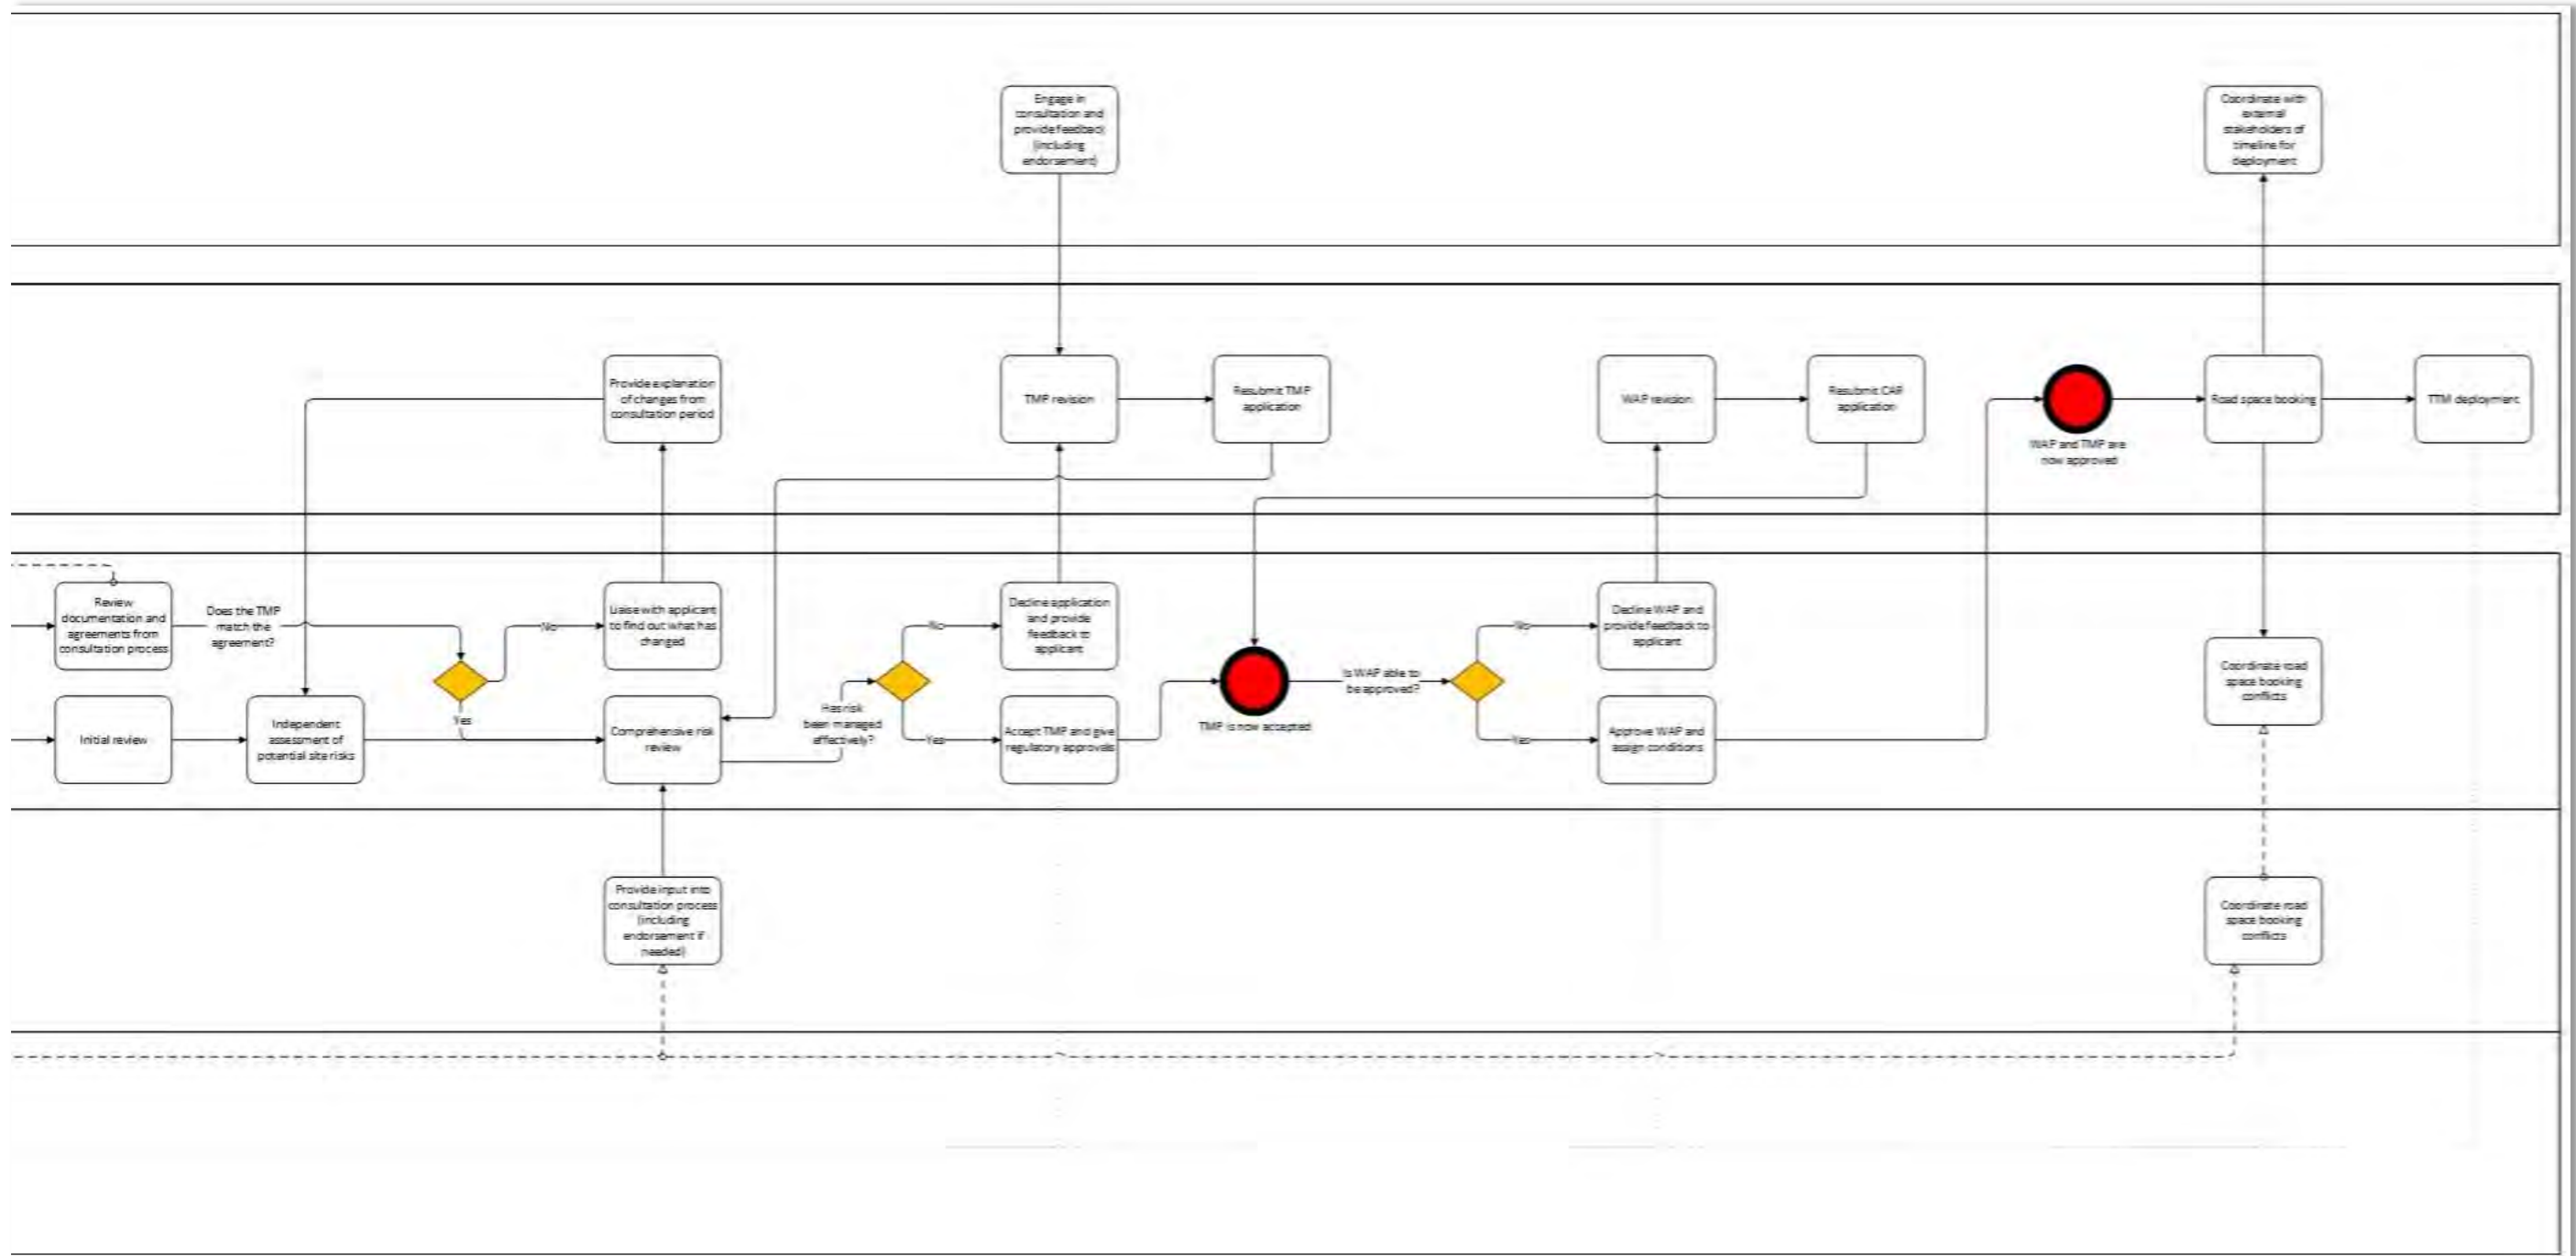 Engage in
consultation and
provide feedback
(including
endorsement)
Coordinate with
external
stakeholders of
timeline for
deployment
Provide explanation
of changes from
consultation period
TMP revision
Resubmit TMP
application
WAP revision
Resubmit CAR
application
WAP and TMP are
now approved
Road space booking
TTM deployment
Review
documentation and
agreements from
consultation process
Does the TMP
match the
agreement?
No
Liaise with applicant
to find out what has
changed
Yes
Initial review
Independent
assessment of
potential site risks
Comprehensive risk
review
Has risk
been managed
effectively?
No
Decline application
and provide
feedback to
applicant
Yes
Accept TMP and give
regulatory approvals
TMP is now accepted
Is WAP able to
be approved?
No
Decline WAP and
provide feedback to
applicant
Yes
Approve WAP and
assign conditions
Coordinate road
space booking
conflicts
Provide input into
consultation process
(including
endorsement if
needed)
Coordinate road
space booking
conflicts